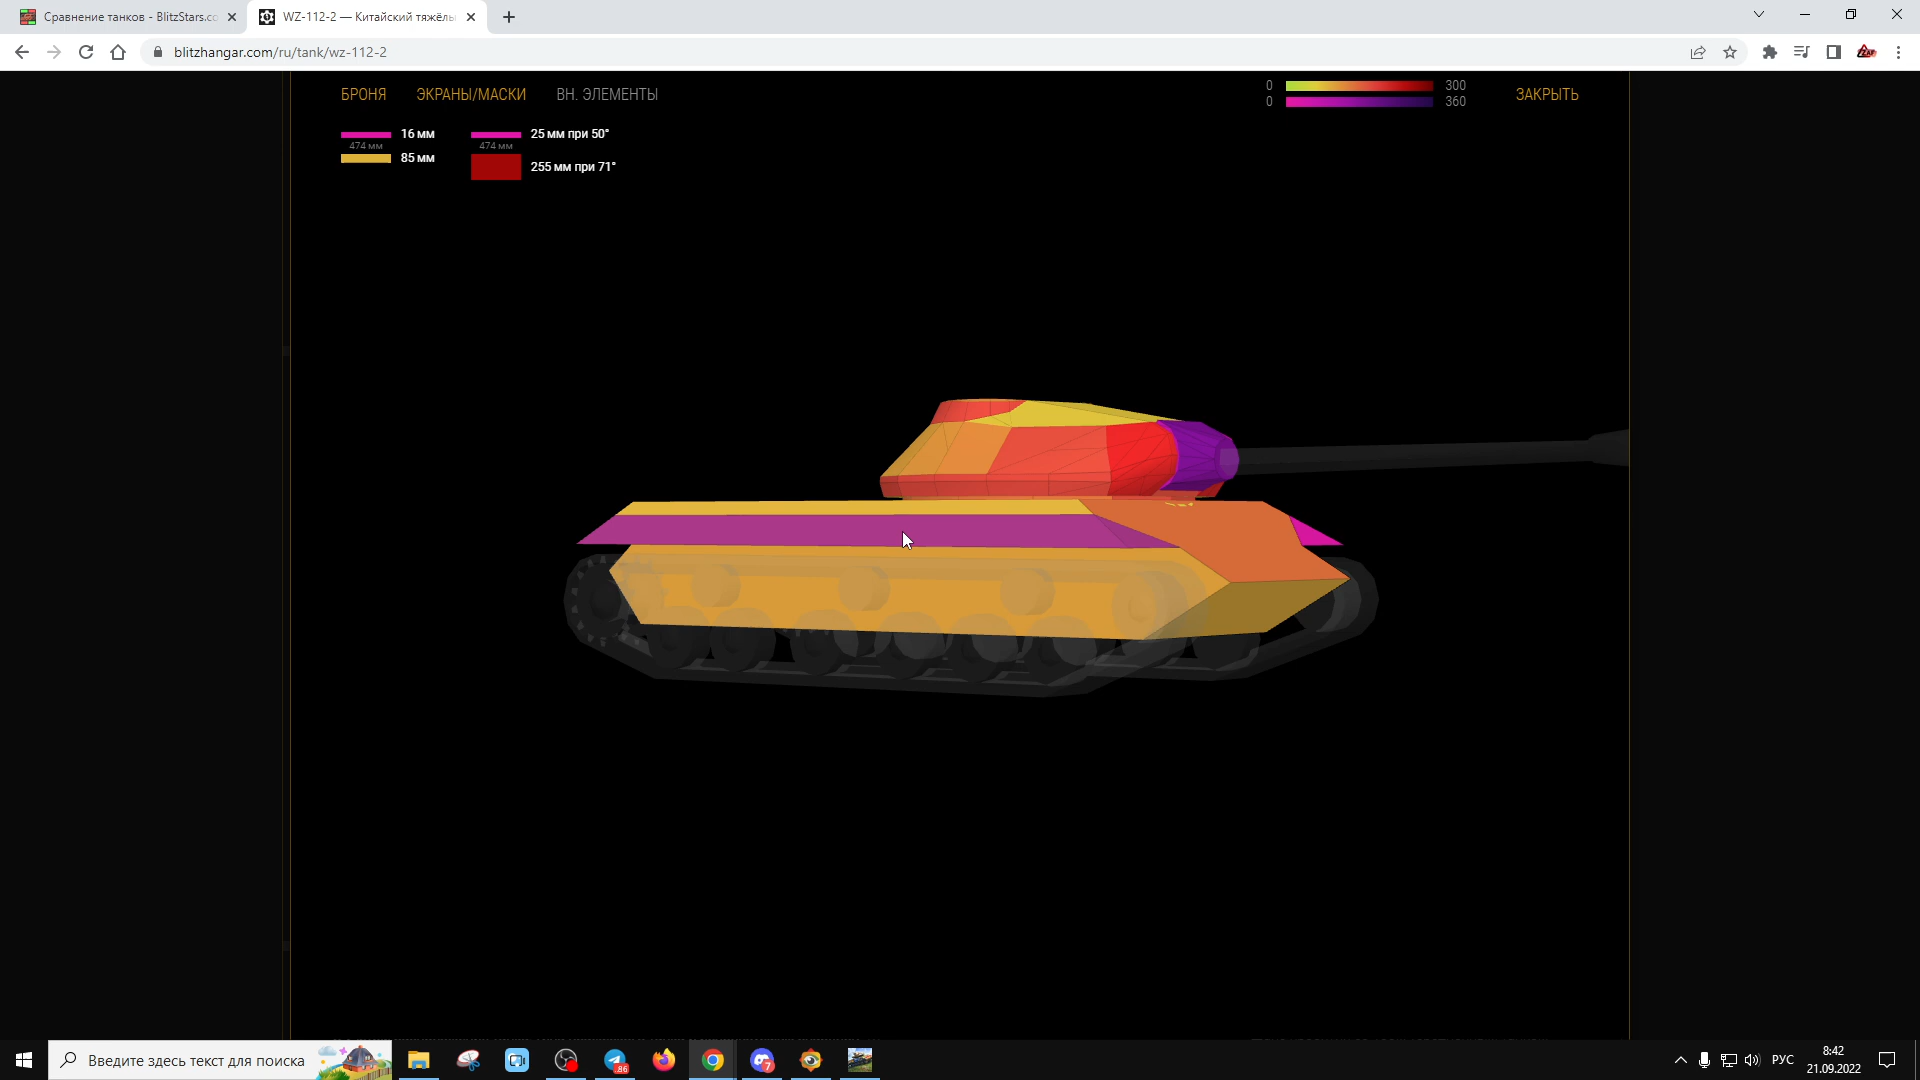 Сравнение танков - BlitzStars.co
WZ-112-2 — Китайский тяжёлы
blitzhangar.com/ru/tank/wz-112-2
БРОНЯ
ЭКРАНЫ/МАСКИ
ВН. ЭЛЕМЕНТЫ
0
300
0
360
ЗАКРЫТЬ
16 мм
25 мм при 50°
474 мм
474 мм
85 мм
255 мм при 71°
Введите здесь текст для поиска
86
7
РУС
8:42
21.09.2022